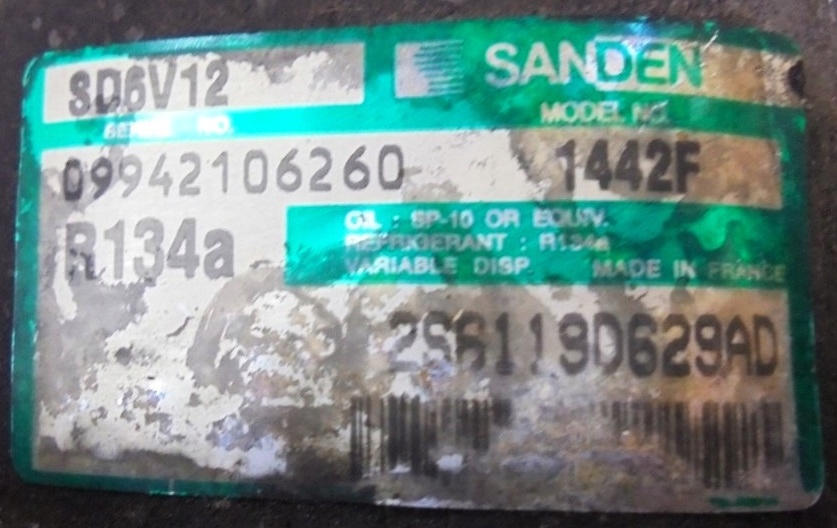 SD6V12
SANDEN
SERIAL NO.
MODEL NO.
09942106260
1442F
R134a
OIL : SP-10 OR EQUIV.
REFRIGERANT : R134a
VARIABLE DISP. MADE IN FRANCE
2S6119D629AD